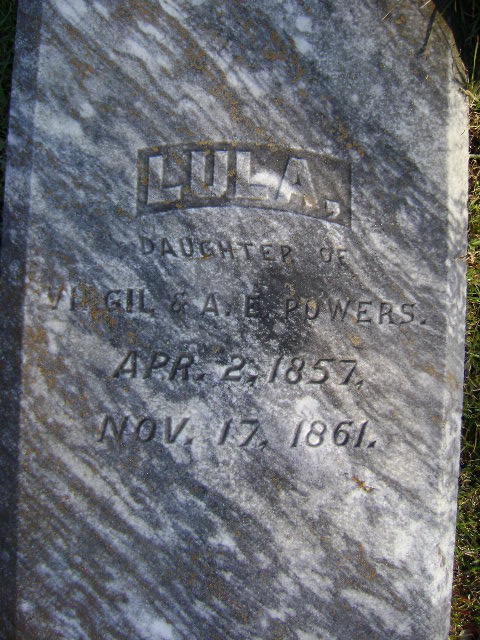 LULA,
DAUGHTER OF
VIRGIL & A. E. POWERS.
APR. 2, 1857,
NOV. 17, 1861.